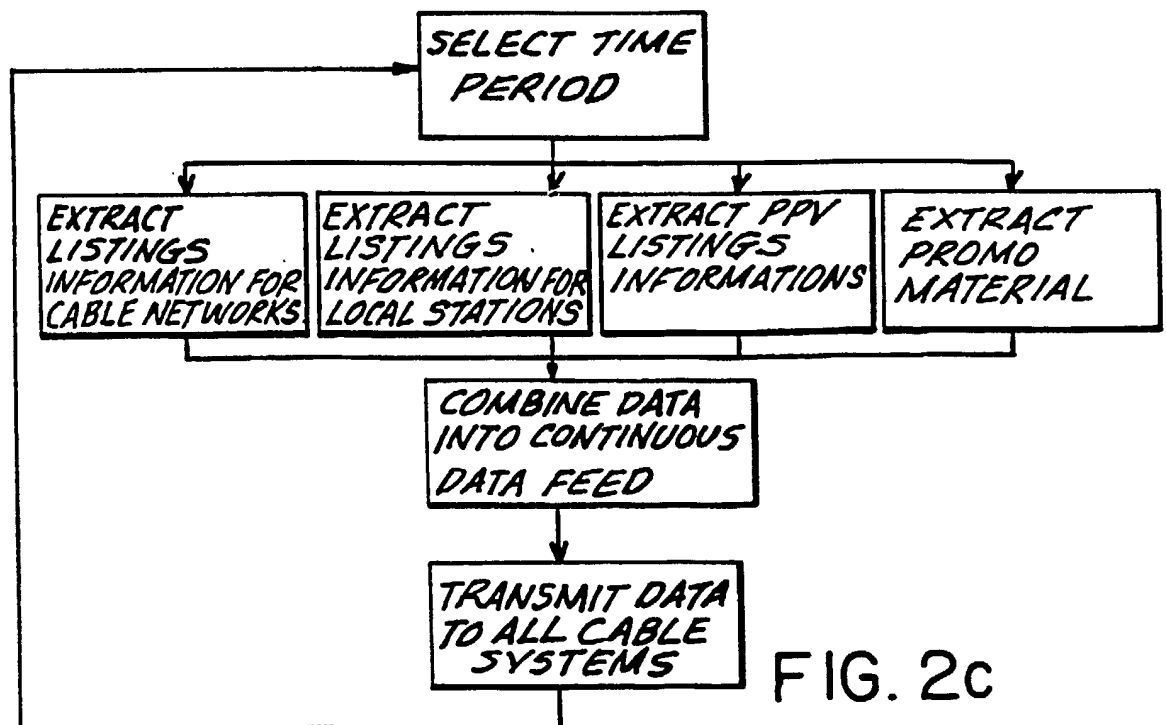 SELECT TIME
PERIOD
EXTRACT
LISTINGS
INFORMATION FOR
CABLE NETWORKS.
EXTRACT
LISTINGS
INFORMATION FOR
LOCAL STATIONS
EXTRACT PPV
LISTINGS
INFORMATIONS
EXTRACT
PROMO
MATERIAL
COMBINE DATA
INTO CONTINUOUS
DATA FEED
TRANSMIT DATA
TO ALL CABLE
SYSTEMS
FIG. 2c